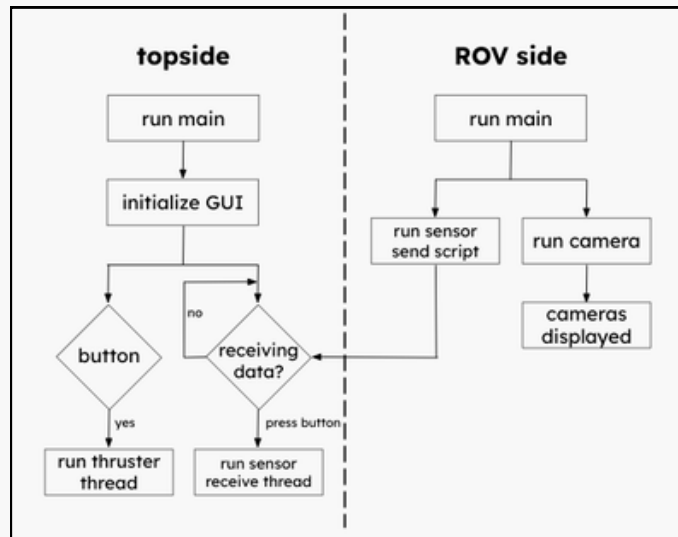 topside
run main
initialize GUI
button
yes
run thruster
thread
no
receiving
data?
press button
run sensor
receive thread
ROV side
run main
run sensor
send script
run camera
cameras
displayed